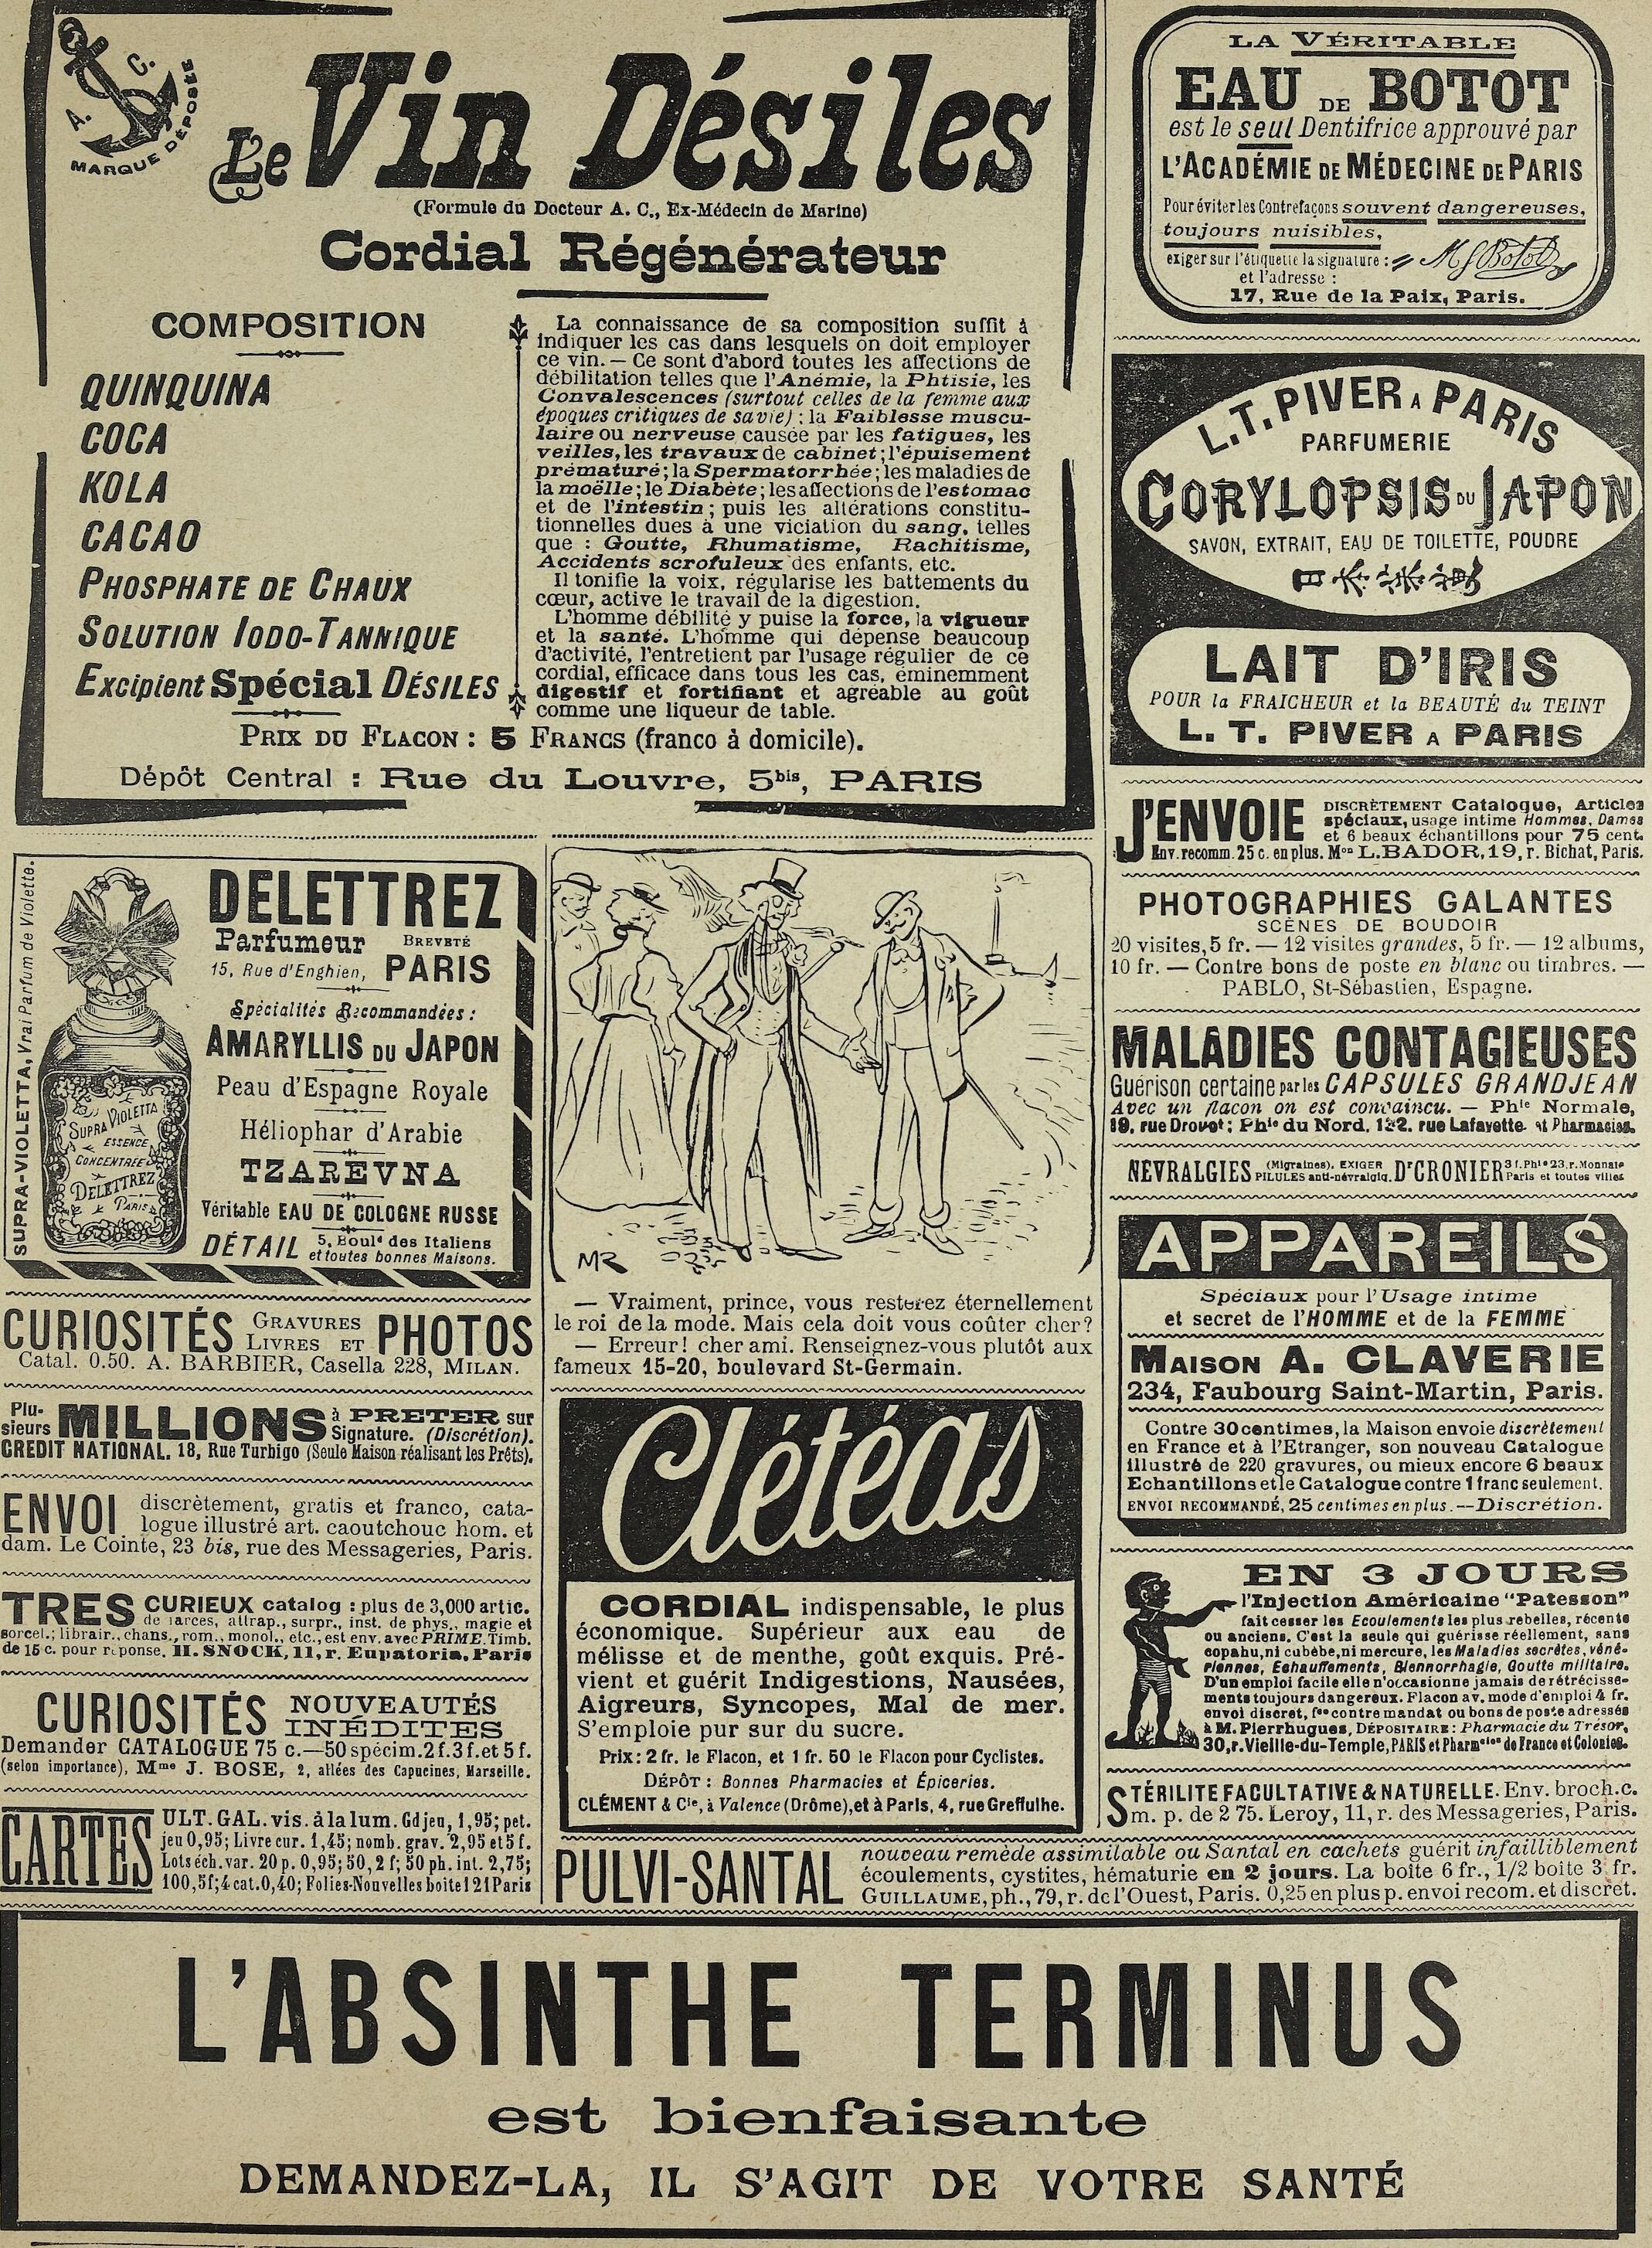 A. C.
MARQUE DÉPOSÉE
Le Vin Désiles
(Formule du Docteur A. C., Ex-Médecin de Marine)
Cordial Régénérateur
COMPOSITION
QUINQUINA
COCA
KOLA
CACAO
PHOSPHATE DE CHAUX
SOLUTION IODO-TANNIQUE
Excipient Spécial DÉSILES
La connaissance de sa composition suffit à
indiquer les cas dans lesquels on doit employer
ce vin. — Ce sont d'abord toutes les affections de
débilitation telles que l'Anémie, la Phtisie, les
Convalescences (surtout celles de la femme aux
époques critiques de sa vie) ; la Faiblesse muscu-
laire ou nerveuse causée par les fatigues, les
veilles, les travaux de cabinet ; l'épuisement
prématuré ; la Spermatorrhée ; les maladies de
la moëlle ; le Diabète ; les affections de l'estomac
et de l'intestin ; puis les altérations constitu-
tionnelles dues à une viciation du sang, telles
que : Goutte, Rhumatisme, Rachitisme,
Accidents scrofuleux des enfants, etc.
Il tonifie la voix, régularise les battements du
cœur, active le travail de la digestion.
L'homme débilité y puise la force, la vigueur
et la santé. L'homme qui dépense beaucoup
d'activité, l'entretient par l'usage régulier de ce
cordial, efficace dans tous les cas, éminemment
digestif et fortifiant et agréable au goût
comme une liqueur de table.
PRIX DU FLACON : 5 FRANCS (franco à domicile).
Dépôt Central : Rue du Louvre, 5bis, PARIS
SUPRA-VIOLETTA, Vrai Parfum de Violette.
SUPRA VIOLETTA
ESSENCE
CONCENTRÉE
DELETTREZ
PARIS
DELETTREZ
Parfumeur BREVETÉ
15, Rue d'Enghien, PARIS
Spécialités Recommandées :
AMARYLLIS DU JAPON
Peau d'Espagne Royale
Héliophar d'Arabie
TZAREVNA
Véritable EAU DE COLOGNE RUSSE
DÉTAIL 5, Boulд des Italiens
et toutes bonnes Maisons.
CURIOSITÉS GRAVURES LIVRES ET PHOTOS
Catal. 0.50. A. BARBIER, Casella 228, MILAN.
Plu-
sieurs MILLIONS à PRETER sur
Signature. (Discrétion).
CREDIT NATIONAL, 18, Rue Turbigo (Seule Maison réalisant les Prêts).
ENVOI discrètement, gratis et franco, cata-
logue illustré art. caoutchouc hom. et
dam. Le Cointe, 23 bis, rue des Messageries, Paris.
TRES CURIEUX catalog : plus de 3,000 artic.
de farces, attrap., surpr., inst. de phys., magie et
sorcel.; librair., chans., rom., monol., etc., est env. avec PRIME. Timb.
de 15 c. pour réponse. H. SNOCK, 11, r. Eupatoria, Paris
CURIOSITÉS NOUVEAUTÉS
INÉDITES
Demander CATALOGUE 75 c.—50 spécim. 2 f. 3 f. et 5 f.
(selon importance), Mme J. BOSE, 2, allées des Capucines, Marseille.
CARTES ULT. GAL. vis. à la lum. Gd jeu, 1,95; pet.
jeu 0,95; Livre cur. 1,45; nomb. grav. 2,95 et 5 f.
Lots éch. var. 20 p. 0,95; 50, 2 f; 50 ph. int. 2,75;
100, 5f; 4 cat. 0,40; Folies-Nouvelles boite 121 Paris
MR
— Vraiment, prince, vous resterez éternellement
le roi de la mode. Mais cela doit vous coûter cher ?
— Erreur ! cher ami. Renseignez-vous plutôt aux
fameux 15-20, boulevard St-Germain.
Clétéas
CORDIAL indispensable, le plus
économique. Supérieur aux eau de
mélisse et de menthe, goût exquis. Pré-
vient et guérit Indigestions, Nausées,
Aigreurs, Syncopes, Mal de mer.
S'emploie pur sur du sucre.
Prix : 2 fr. le Flacon, et 1 fr. 50 le Flacon pour Cyclistes.
DÉPÔT : Bonnes Pharmacies et Épiceries.
CLÉMENT & Cie, à Valence (Drôme), et à Paris, 4, rue Greffulhe.
LA VÉRITABLE
EAU DE BOTOT
est le seul Dentifrice approuvé par
L'ACADÉMIE DE MÉDECINE DE PARIS
Pour éviter les Contrefaçons souvent dangereuses,
toujours nuisibles,
exiger sur l'étiquette la signature : Botot
et l'adresse :
17, Rue de la Paix, Paris.
L.T. PIVER A PARIS
PARFUMERIE
CORYLOPSIS DU JAPON
SAVON, EXTRAIT, EAU DE TOILETTE, POUDRE
LAIT D'IRIS
POUR la FRAICHEUR et la BEAUTÉ du TEINT
L. T. PIVER A PARIS
J'ENVOIE DISCRÈTEMENT Catalogue, Articles
spéciaux, usage intime Hommes, Dames
et 6 beaux échantillons pour 75 cent.
Env. recomm. 25 c. en plus. Mon L. BADOR, 19, r. Bichat, Paris.
PHOTOGRAPHIES GALANTES
SCÈNES DE BOUDOIR
20 visites, 5 fr. — 12 visites grandes, 5 fr. — 12 albums,
10 fr. — Contre bons de poste en blanc ou timbres. —
PABLO, St-Sébastien, Espagne.
MALADIES CONTAGIEUSES
Guérison certaine par les CAPSULES GRANDJEAN
Avec un flacon on est convaincu. — Phie Normale,
19, rue Drouot ; Phie du Nord, 132, rue Lafayette et Pharmacies.
NÉVRALGIES (Migraines). EXIGER
PILULES anti-névralgiq. Dr CRONIER 3 f. Phie 23, r. Monnaie
Paris et toutes villes
APPAREILS
Spéciaux pour l'Usage intime
et secret de l'HOMME et de la FEMME
MAISON A. CLAVERIE
234, Faubourg Saint-Martin, Paris.
Contre 30 centimes, la Maison envoie discrètement
en France et à l'Etranger, son nouveau Catalogue
illustré de 220 gravures, ou mieux encore 6 beaux
Echantillons et le Catalogue contre 1 franc seulement.
ENVOI RECOMMANDÉ, 25 centimes en plus.—Discrétion.
EN 3 JOURS
l'Injection Américaine "Patesson"
fait cesser les Ecoulements les plus rebelles, récents
ou anciens. C'est la seule qui guérisse réellement, sans
copahu, ni cubèbe, ni mercure, les Maladies secrètes, véné-
riennes, Échauffements, Blennorrhagie, Goutte militaire.
D'un emploi facile elle n'occasionne jamais de rétrécisse-
ments toujours dangereux. Flacon av. mode d'emploi 4 fr.
envoi discret, fco contre mandat ou bons de poste adressés
à M. Pierrhugues, DÉPOSITAIRE : Pharmacie du Trésor,
30, r. Vieille-du-Temple, PARIS et Pharmcies de France et Colonies.
STÉRILITE FACULTATIVE & NATURELLE. Env. broch. c.
m. p. de 2 75. Leroy, 11, r. des Messageries, Paris.
PULVI-SANTAL nouveau remède assimilable ou Santal en cachets guérit infailliblement
écoulements, cystites, hématurie en 2 jours. La boîte 6 fr., 1/2 boîte 3 fr.
GUILLAUME, ph., 79, r. de l'Ouest, Paris. 0,25 en plus p. envoi recom. et discret.
L'ABSINTHE TERMINUS
est bienfaisante
DEMANDEZ-LA, IL S'AGIT DE VOTRE SANTÉ